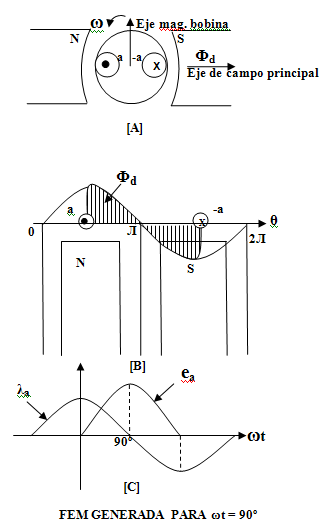 ω Eje mag. bobina
N S
a -a
x
Φd
Eje de campo principal
[A]
Φd
a -a
x
0 Л 2Л θ
N S
[B]
λa ea
90° ωt
[C]
FEM GENERADA PARA ωt = 90°